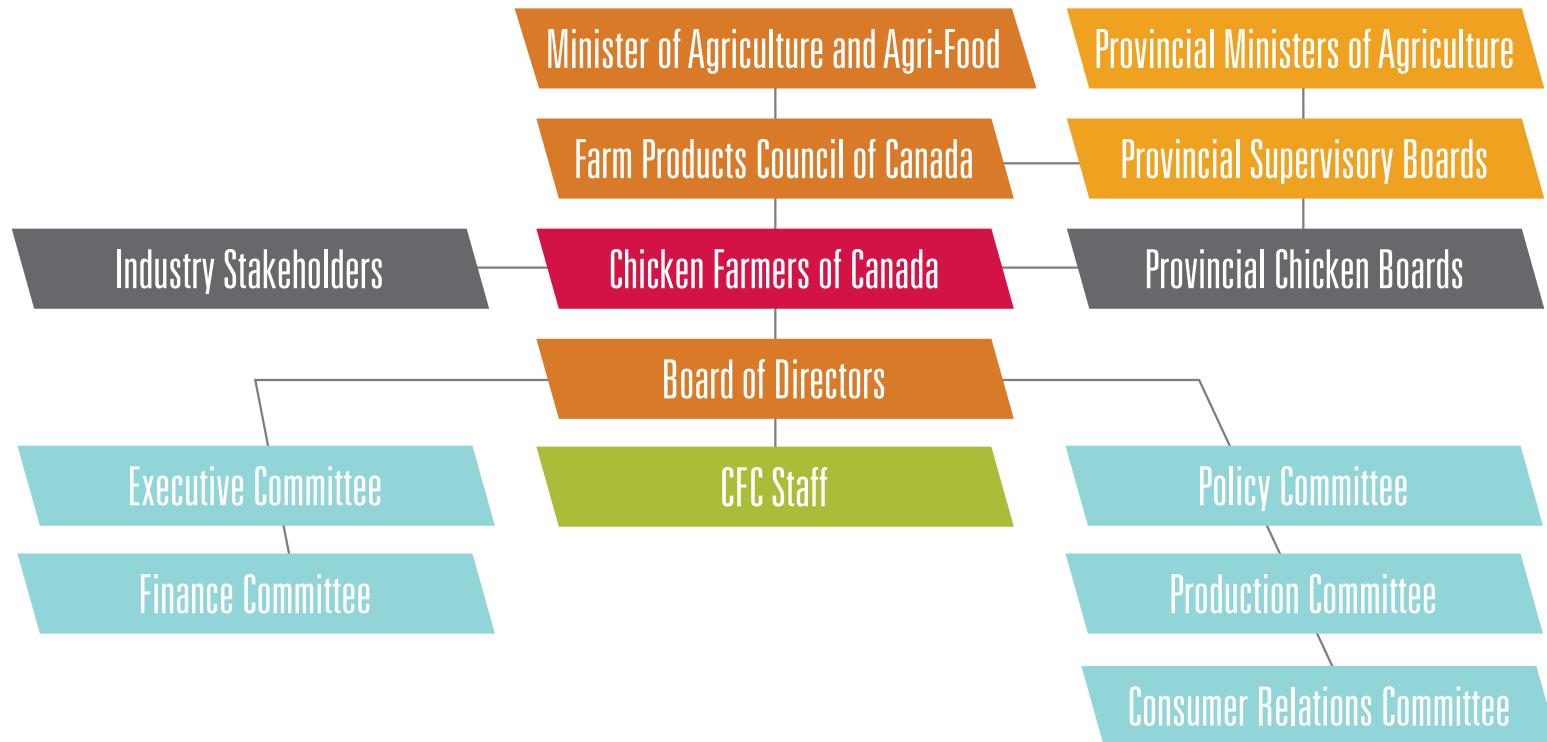 Minister of Agriculture and Agri-Food
Provincial Ministers of Agriculture
Farm Products Council of Canada
Provincial Supervisory Boards
Industry Stakeholders
Chicken Farmers of Canada
Provincial Chicken Boards
Board of Directors
Executive Committee
CFC Staff
Policy Committee
Finance Committee
Production Committee
Consumer Relations Committee